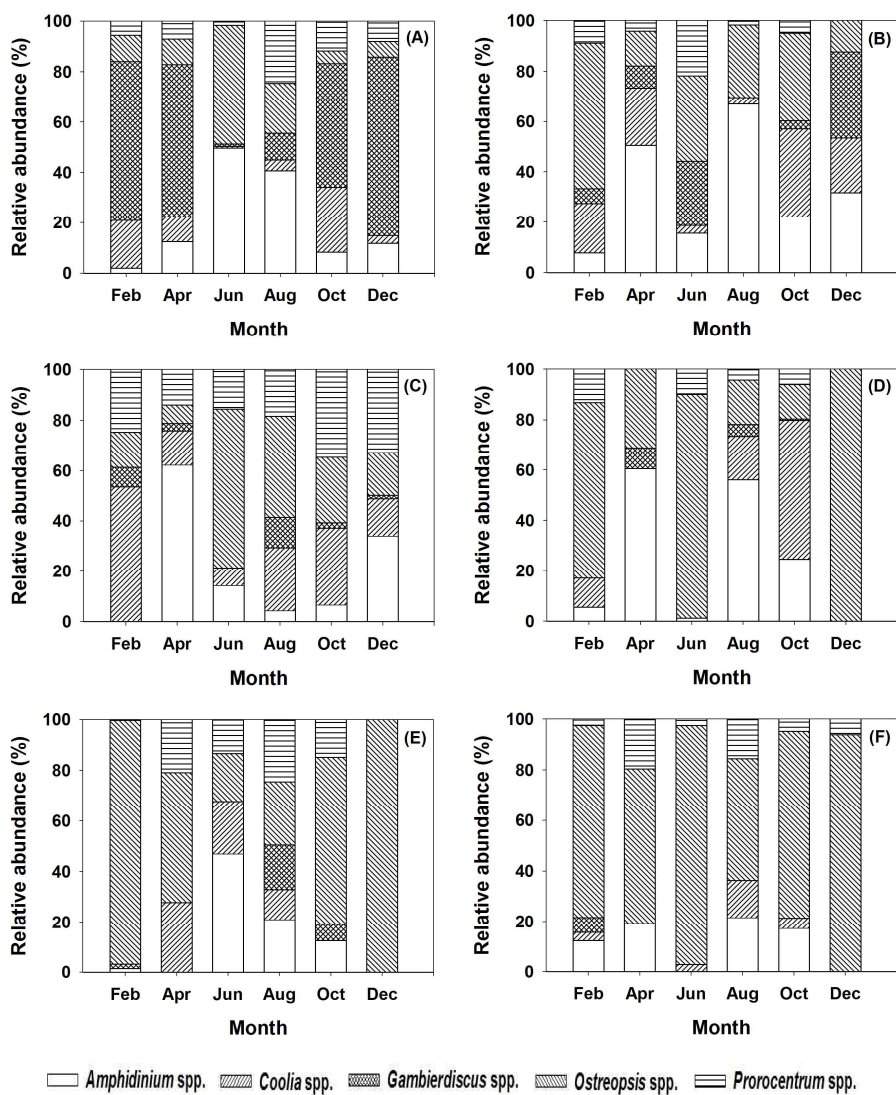 (A)
Relative abundance (%)
100
80
60
40
20
0
Feb Apr Jun Aug Oct Dec
Month
(B)
Relative abundance (%)
100
80
60
40
20
0
Feb Apr Jun Aug Oct Dec
Month
(C)
Relative abundance (%)
100
80
60
40
20
0
Feb Apr Jun Aug Oct Dec
Month
(D)
Relative abundance (%)
100
80
60
40
20
0
Feb Apr Jun Aug Oct Dec
Month
(E)
Relative abundance (%)
100
80
60
40
20
0
Feb Apr Jun Aug Oct Dec
Month
(F)
Relative abundance (%)
100
80
60
40
20
0
Feb Apr Jun Aug Oct Dec
Month
Amphidinium spp. Coolia spp. Gambierdiscus spp. Ostreopsis spp. Prorocentrum spp.